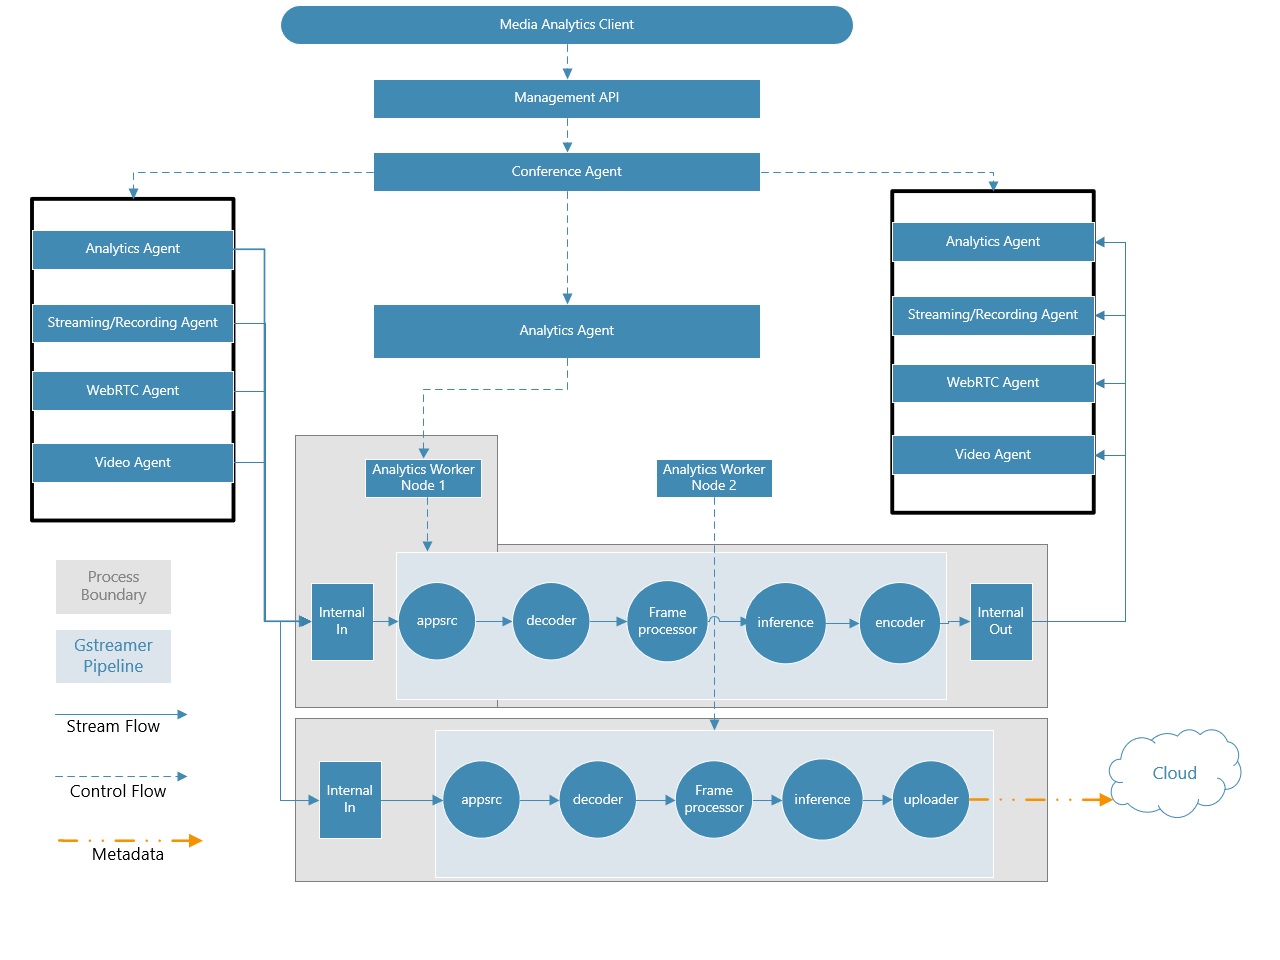 Media Analytics Client
Management API
Conference Agent
Analytics Agent
Streaming/Recording Agent
WebRTC Agent
Video Agent
Analytics Agent
Analytics Agent
Streaming/Recording Agent
WebRTC Agent
Video Agent
Analytics Worker
Node 1
Analytics Worker
Node 2
Internal
In
appsrc
decoder
Frame
processor
inference
encoder
Internal
Out
Internal
In
appsrc
decoder
Frame
processor
inference
uploader
Cloud
Process
Boundary
Gstreamer
Pipeline
Stream Flow
Control Flow
Metadata